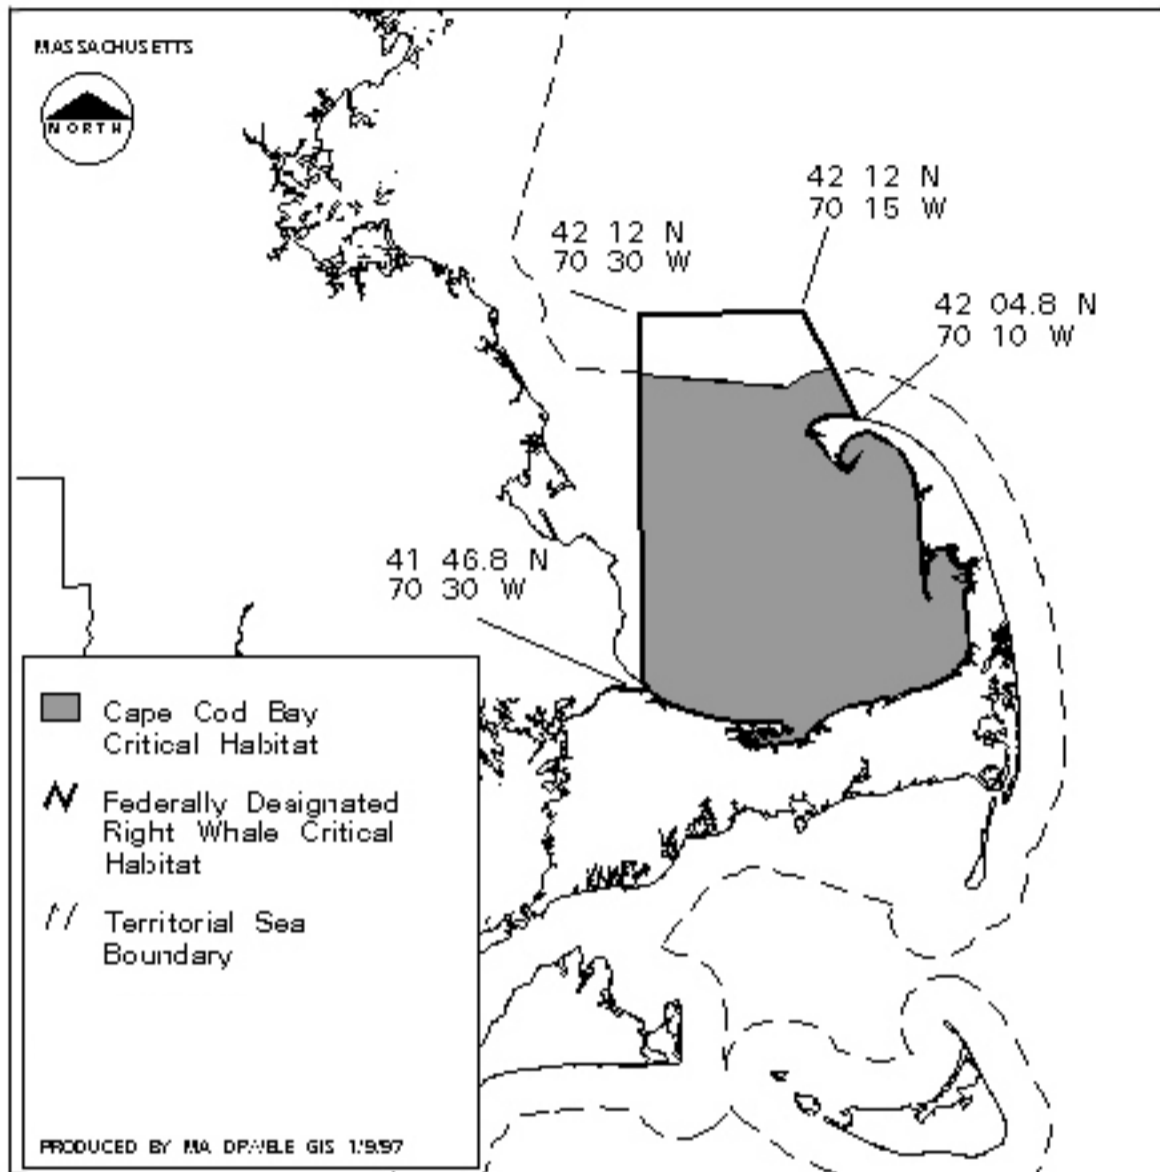 MASSACHUSETTS
NORTH
42 12 N
70 15 W
42 12 N
70 30 W
42 04.8 N
70 10 W
41 46.8 N
70 30 W
Cape Cod Bay
Critical Habitat
Federally Designated
Right Whale Critical
Habitat
Territorial Sea
Boundary
PRODUCED BY MA GIS 1/9/97